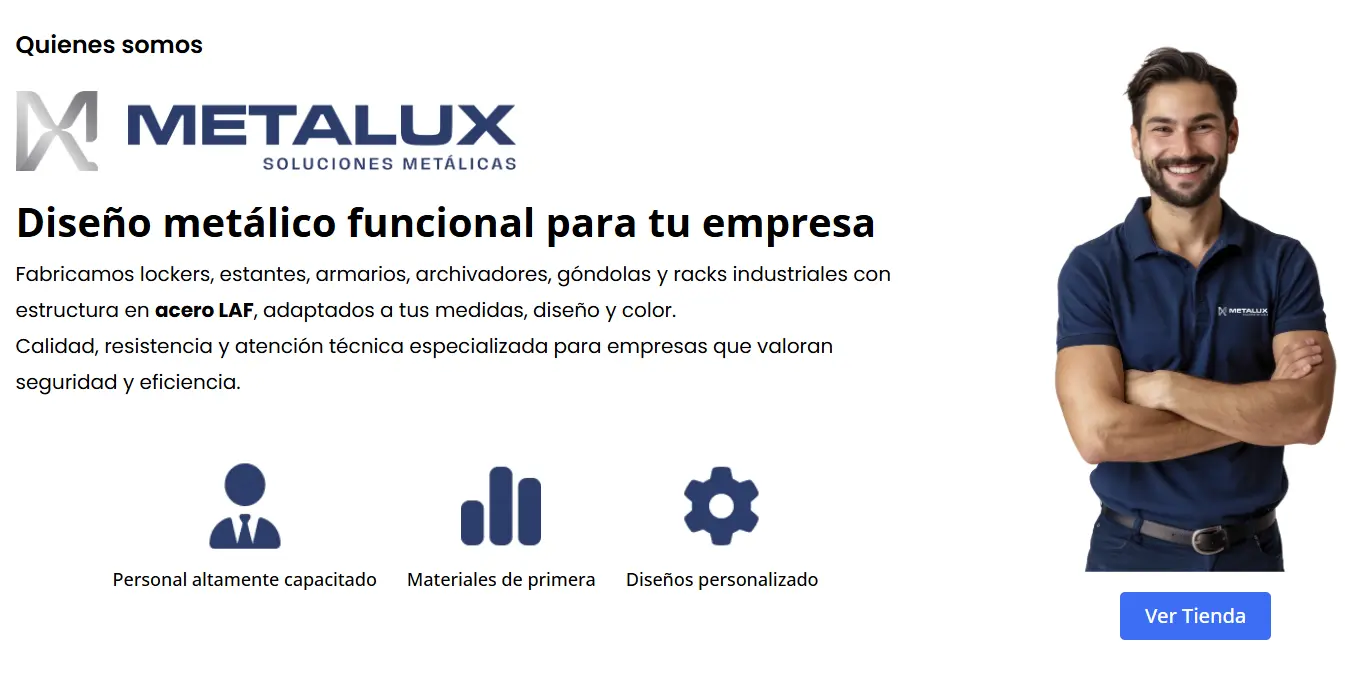 Quienes somos
METALUX
SOLUCIONES METÁLICAS
Diseño metálico funcional para tu empresa
Fabricamos lockers, estantes, armarios, archivadores, góndolas y racks industriales con
estructura en acero LAF, adaptados a tus medidas, diseño y color.
Calidad, resistencia y atención técnica especializada para empresas que valoran
seguridad y eficiencia.
Personal altamente capacitado
Materiales de primera
Diseños personalizado
METALUX
Ver Tienda